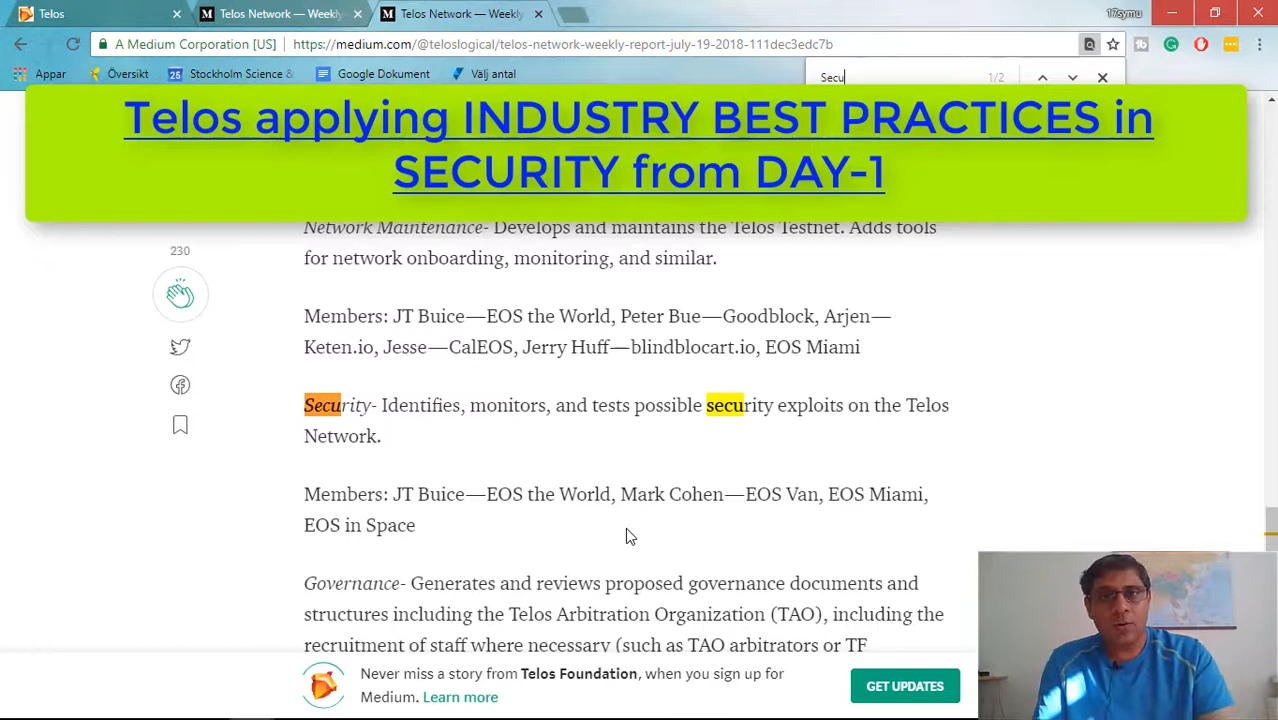 Telos
Telos Network — Weekly
Telos Network — Weekly
17symu
A Medium Corporation [US]
https://medium.com/@teloslogical/telos-network-weekly-report-july-19-2018-111dec3edc7b
Appar
Översikt
25
Stockholm Science &
Google Dokument
Välj antal
Secu
1/2
Telos applying INDUSTRY BEST PRACTICES in
SECURITY from DAY-1
Network Maintenance- Develops and maintains the Telos Testnet. Adds tools
for network onboarding, monitoring, and similar.
230
Members: JT Buice—EOS the World, Peter Bue—Goodblock, Arjen—
Keten.io, Jesse—CalEOS, Jerry Huff—blindblocart.io, EOS Miami
Security- Identifies, monitors, and tests possible security exploits on the Telos
Network.
Members: JT Buice—EOS the World, Mark Cohen—EOS Van, EOS Miami,
EOS in Space
Governance- Generates and reviews proposed governance documents and
structures including the Telos Arbitration Organization (TAO), including the
recruitment of staff where necessary (such as TAO arbitrators or TF
Never miss a story from Telos Foundation, when you sign up for
Medium. Learn more
GET UPDATES